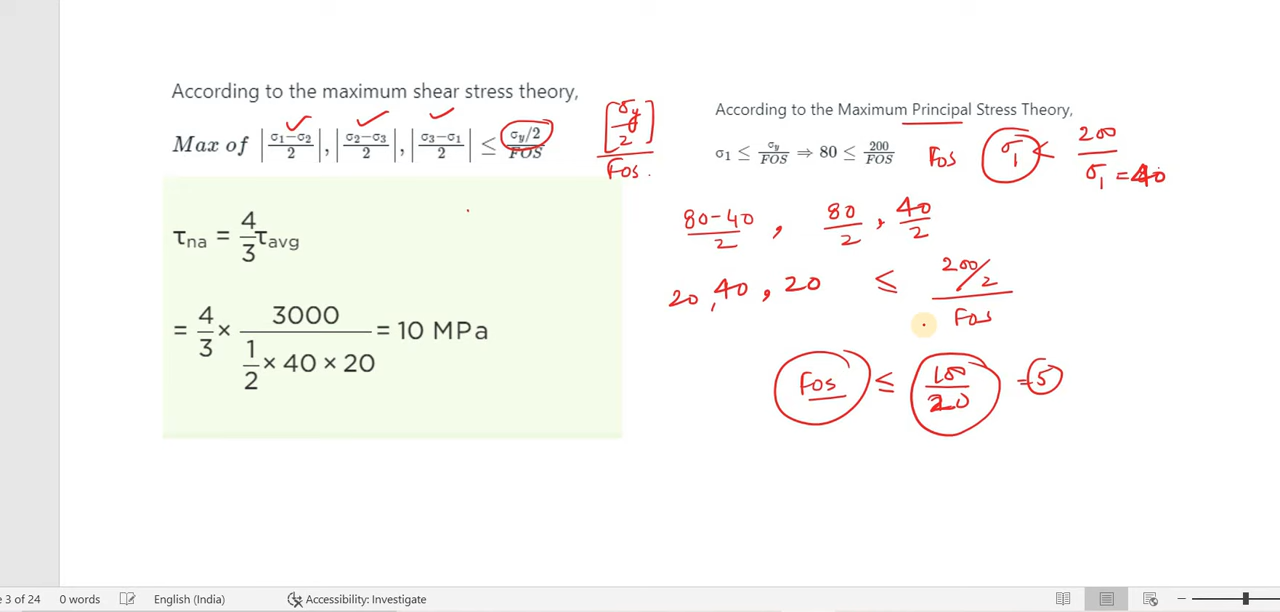 According to the maximum shear stress theory,
Max of |σ1−σ2/2|, |σ2−σ3/2|, |σ3−σ1/2| ≤ σy/2/FOS
[σy/2]/Fos.
τna = 4/3 τavg
= 4/3 × 3000/(1/2 × 40 × 20) = 10 MPa
According to the Maximum Principal Stress Theory,
σ1 ≤ σy/FOS ⇒ 80 ≤ 200/FOS
Fos σ1 < 200/σ1 = 40
80-40/2 , 80/2 , 40/2
20, 40, 20 ≤ 200/2/Fos
Fos ≤ 100/20 = 5
e 3 of 24 0 words English (India) Accessibility: Investigate